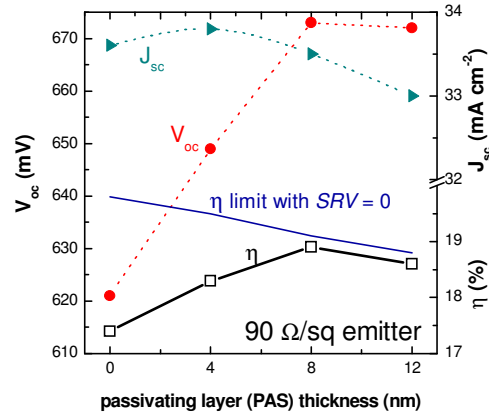 670
660
650
640
630
620
610
V_oc (mV)
34
33
32
J_sc (mA cm⁻²)
19
18
17
η (%)
J_sc
V_oc
η limit with SRV = 0
η
90 Ω/sq emitter
0 4 8 12
passivating layer (PAS) thickness (nm)